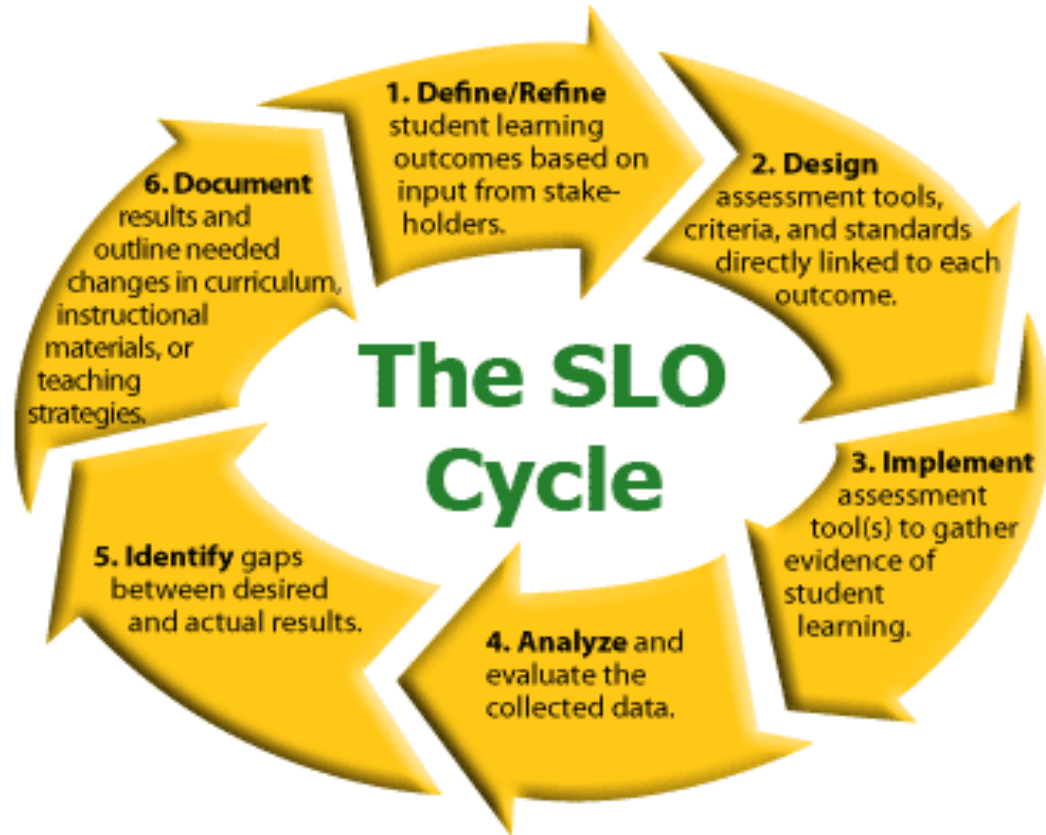 1. Define/Refine
student learning
outcomes based on
input from stake-
holders.
2. Design
assessment tools,
criteria, and standards
directly linked to each
outcome.
3. Implement
assessment
tool(s) to gather
evidence of
student
learning.
4. Analyze and
evaluate the
collected data.
5. Identify gaps
between desired
and actual results.
6. Document
results and
outline needed
changes in curriculum,
instructional
materials, or
teaching
strategies.
The SLO
Cycle